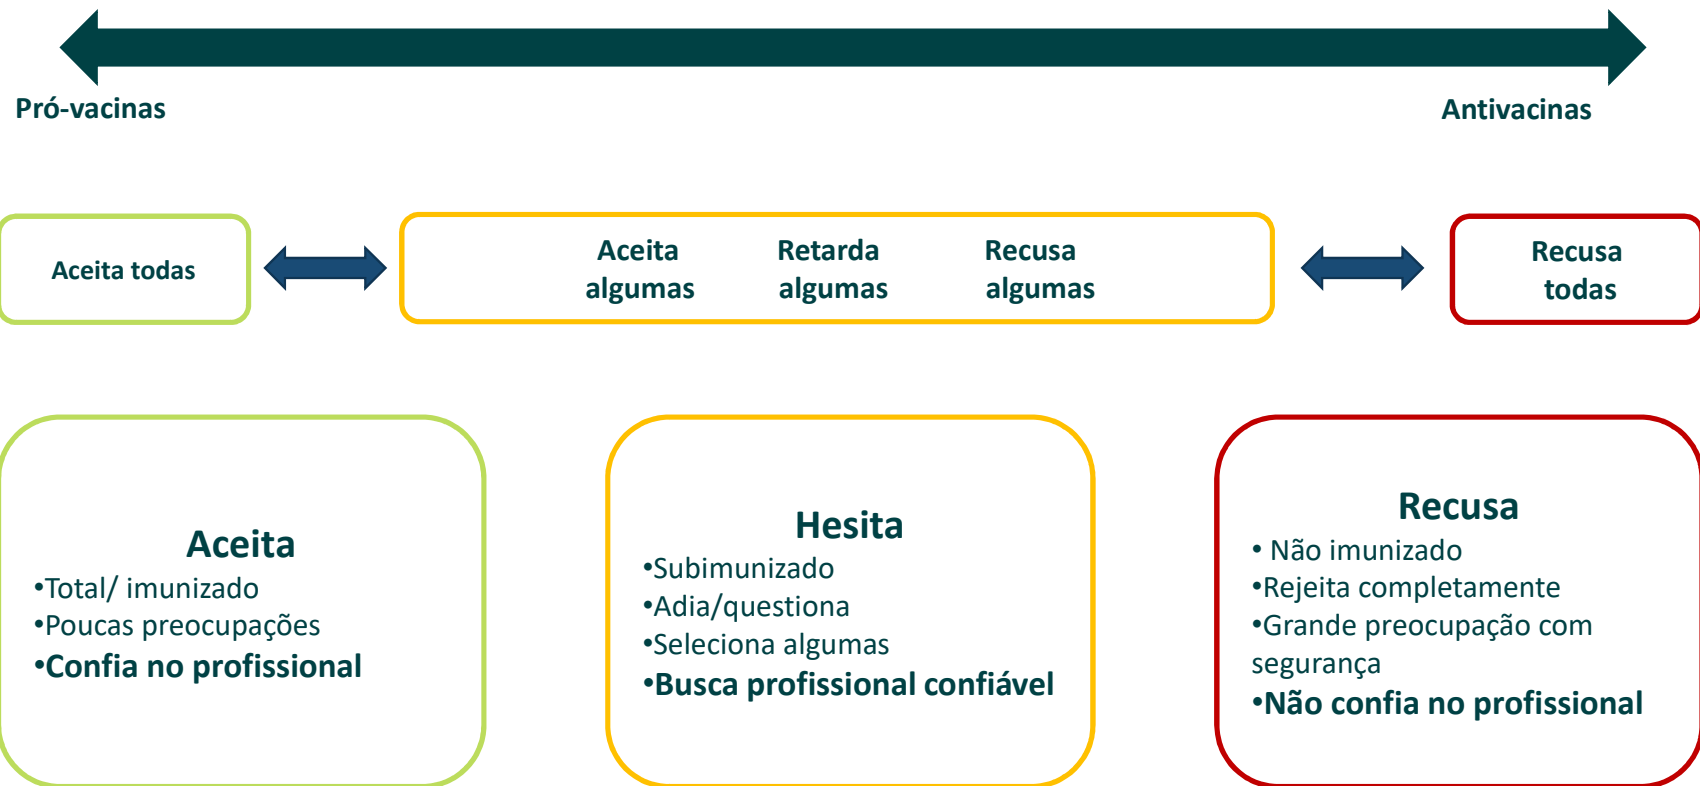 Pró-vacinas
Antivacinas
Aceita todas
Aceita
algumas
Retarda
algumas
Recusa
algumas
Recusa
todas
Aceita
•Total/ imunizado
•Poucas preocupações
•Confia no profissional
Hesita
•Subimunizado
•Adia/questiona
•Seleciona algumas
•Busca profissional confiável
Recusa
• Não imunizado
•Rejeita completamente
•Grande preocupação com
segurança
•Não confia no profissional